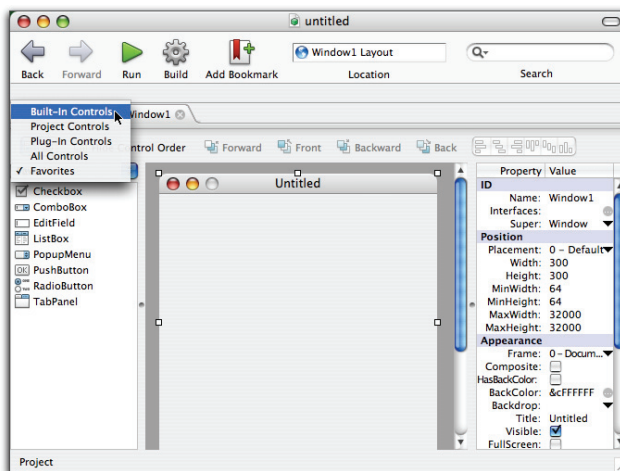 untitled
Back Forward Run Build Add Bookmark Window1 Layout Location Search
Built-In Controls
Project Controls
Plug-In Controls
All Controls
✓ Favorites
Window1
Control Order Forward Front Backward Back
Checkbox
ComboBox
EditField
ListBox
PopupMenu
OK PushButton
RadioButton
TabPanel
Untitled
Property Value
ID
Name: Window1
Interfaces:
Super: Window
Position
Placement: 0 - Default
Width: 300
Height: 300
MinWidth: 64
MinHeight: 64
MaxWidth: 32000
MaxHeight: 32000
Appearance
Frame: 0 - Docum...
Composite:
HasBackColor:
BackColor: &cFFFFFF
Backdrop:
Title: Untitled
Visible:
FullScreen:
Project